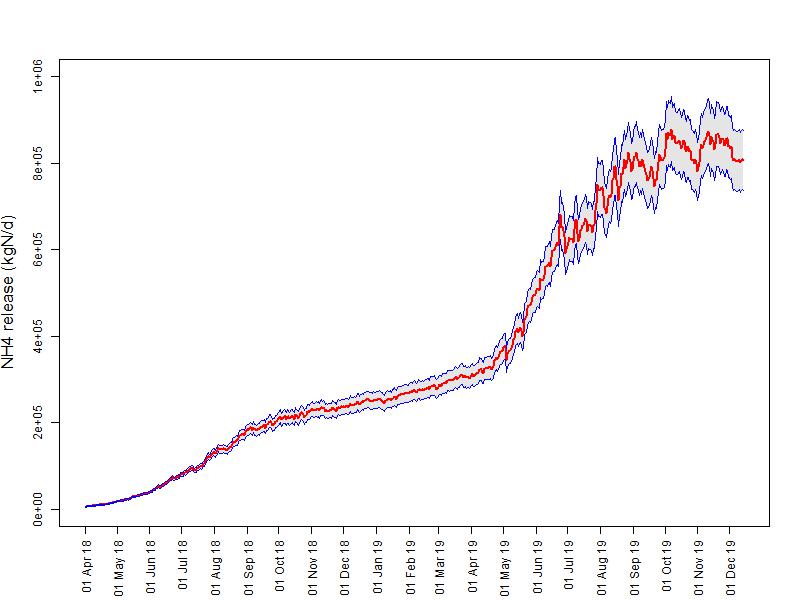 NH4 release (kgN/d)
1e+06
8e+05
6e+05
4e+05
2e+05
0e+00
01 Apr 18
01 May 18
01 Jun 18
01 Jul 18
01 Aug 18
01 Sep 18
01 Oct 18
01 Nov 18
01 Dec 18
01 Jan 19
01 Feb 19
01 Mar 19
01 Apr 19
01 May 19
01 Jun 19
01 Jul 19
01 Aug 19
01 Sep 19
01 Oct 19
01 Nov 19
01 Dec 19